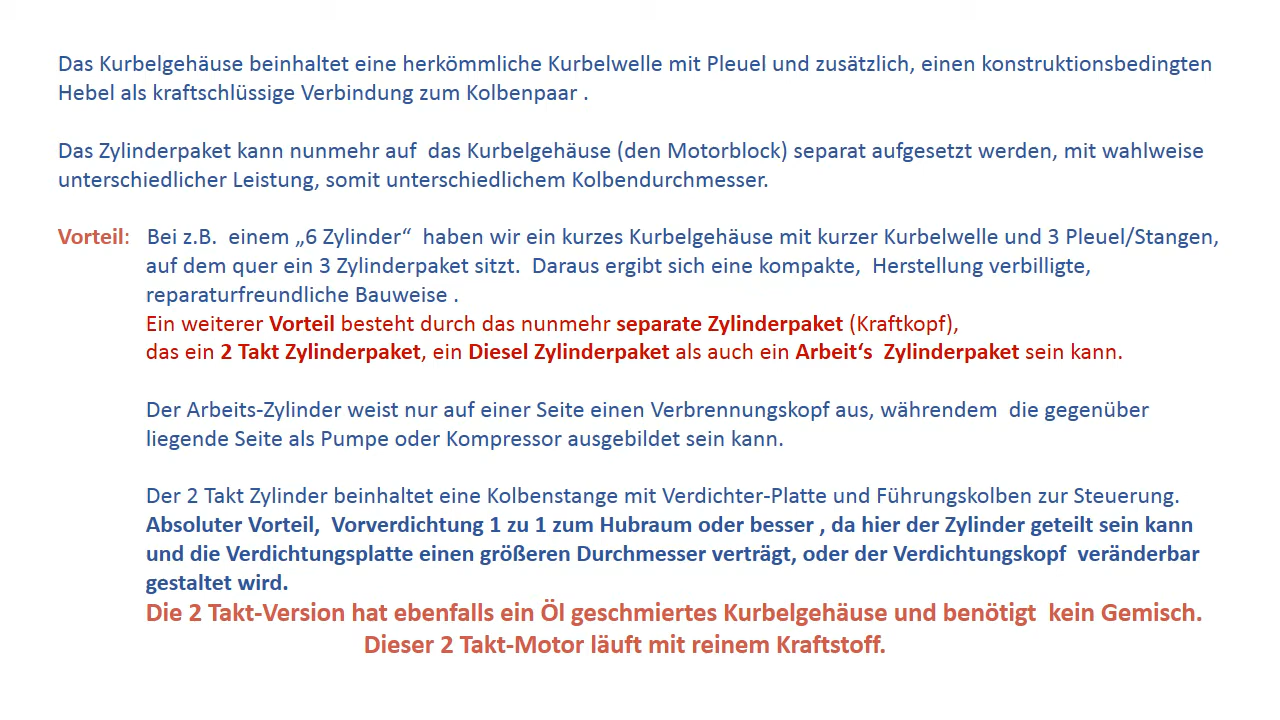 Das Kurbelgehäuse beinhaltet eine herkömmliche Kurbelwelle mit Pleuel und zusätzlich, einen konstruktionsbedingten
Hebel als kraftschlüssige Verbindung zum Kolbenpaar .
Das Zylinderpaket kann nunmehr auf  das Kurbelgehäuse (den Motorblock) separat aufgesetzt werden, mit wahlweise
unterschiedlicher Leistung, somit unterschiedlichem Kolbendurchmesser.
Vorteil:   Bei z.B.  einem „6 Zylinder“  haben wir ein kurzes Kurbelgehäuse mit kurzer Kurbelwelle und 3 Pleuel/Stangen,
auf dem quer ein 3 Zylinderpaket sitzt.  Daraus ergibt sich eine kompakte,  Herstellung verbilligte,
reparaturfreundliche Bauweise .
Ein weiterer Vorteil besteht durch das nunmehr separate Zylinderpaket (Kraftkopf),
das ein 2 Takt Zylinderpaket, ein Diesel Zylinderpaket als auch ein Arbeit‘s  Zylinderpaket sein kann.
Der Arbeits-Zylinder weist nur auf einer Seite einen Verbrennungskopf aus, währendem  die gegenüber
liegende Seite als Pumpe oder Kompressor ausgebildet sein kann.
Der 2 Takt Zylinder beinhaltet eine Kolbenstange mit Verdichter-Platte und Führungskolben zur Steuerung.
Absoluter Vorteil,  Vorverdichtung 1 zu 1 zum Hubraum oder besser , da hier der Zylinder geteilt sein kann
und die Verdichtungsplatte einen größeren Durchmesser verträgt, oder der Verdichtungskopf  veränderbar
gestaltet wird.
Die 2 Takt-Version hat ebenfalls ein Öl geschmiertes Kurbelgehäuse und benötigt  kein Gemisch.
Dieser 2 Takt-Motor läuft mit reinem Kraftstoff.